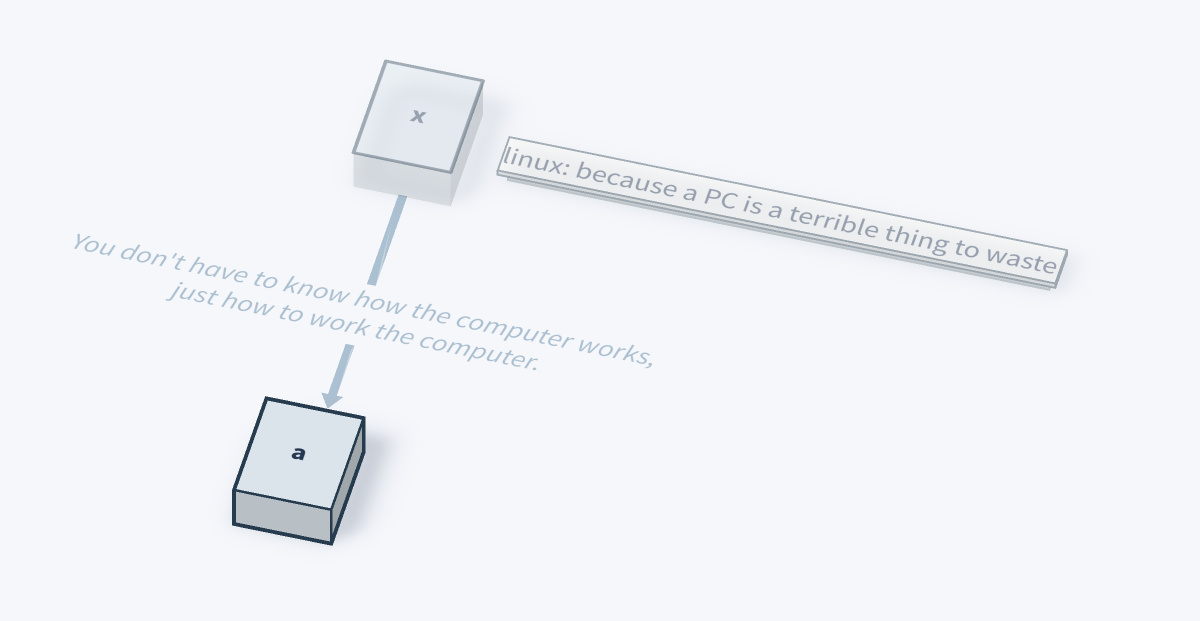 x
linux: because a PC is a terrible thing to waste
You don't have to know how the computer works,
just how to work the computer.
a